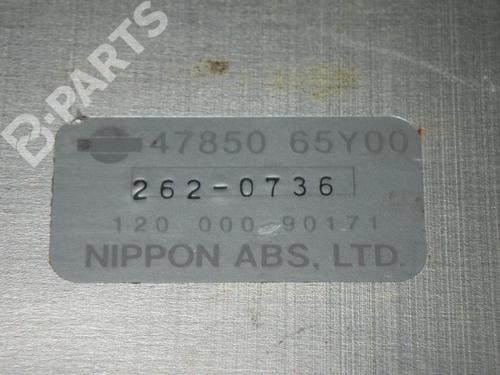 B-PARTS
47850 65Y00
262-0736
120 000 90171
NIPPON ABS, LTD.